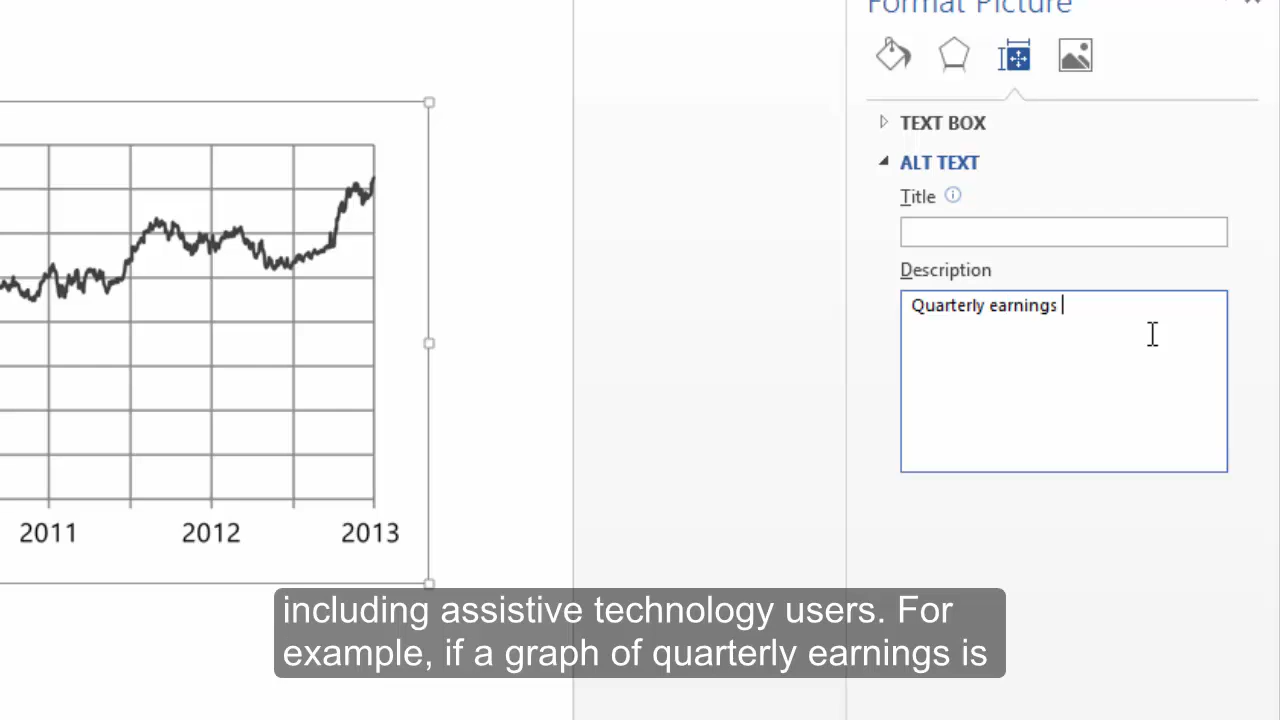 Format Picture
TEXT BOX
ALT TEXT
Title
Description
Quarterly earnings
2011 2012 2013
including assistive technology users. For
example, if a graph of quarterly earnings is